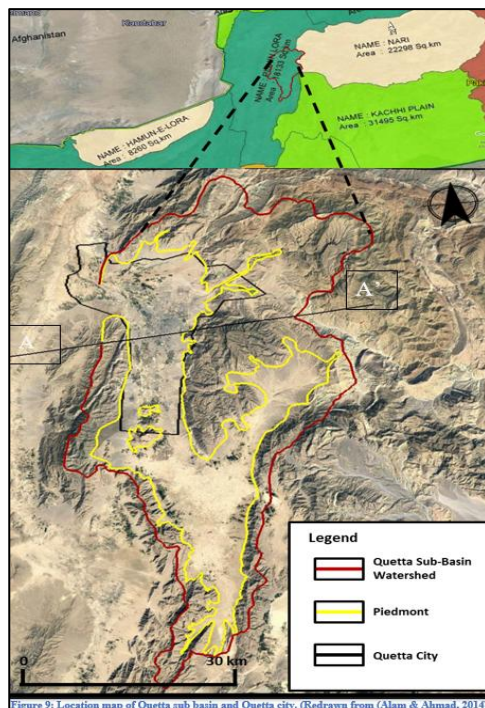 Afghanistan
NAME : NARI
Area : 22298 Sq.km
NAME : KACHHI PLAIN
Area : 31495 Sq.km
NAME : HAMUN-E-LORA
Area : 8260 Sq.km
A
A
Legend
Quetta Sub-Basin
Watershed
Piedmont
Quetta City
0 30 km
Figure 9: Location map of Quetta sub basin and Quetta city. (Redrawn from (Alam & Ahmad, 2014)